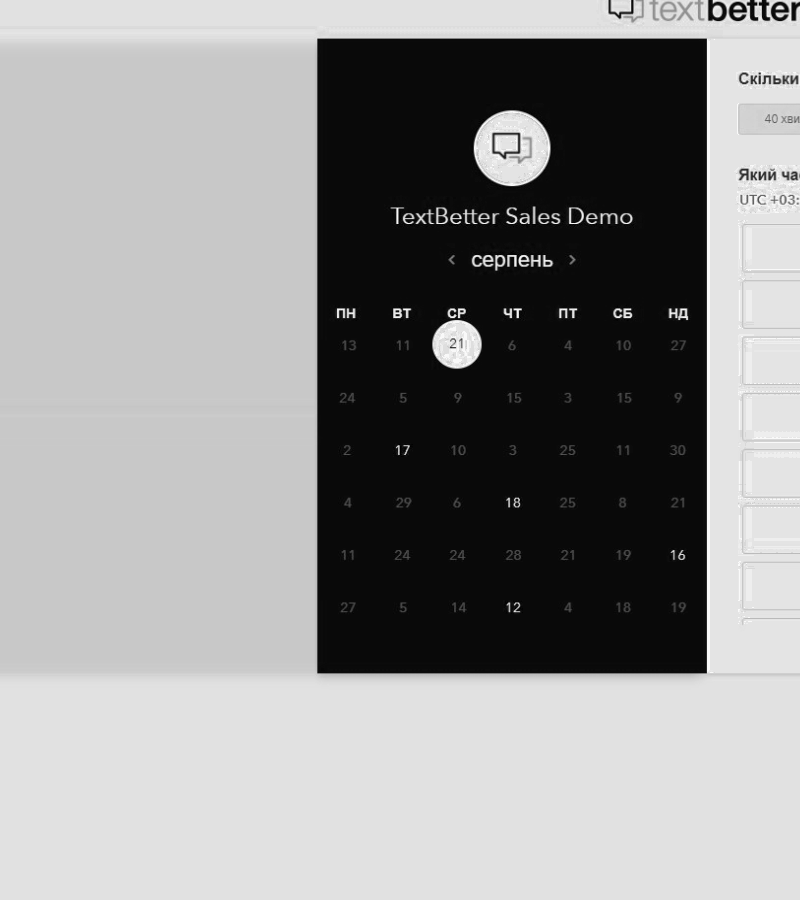 textbetter
TextBetter Sales Demo
‹ серпень ›
ПН ВТ СР ЧТ ПТ СБ НД
13 11 21 6 4 10 27
24 5 9 15 3 15 9
2 17 10 3 25 11 30
4 29 6 18 25 8 21
11 24 24 28 21 19 16
27 5 14 12 4 18 19
Скільки
40 хви
Який ча
UTC +03: